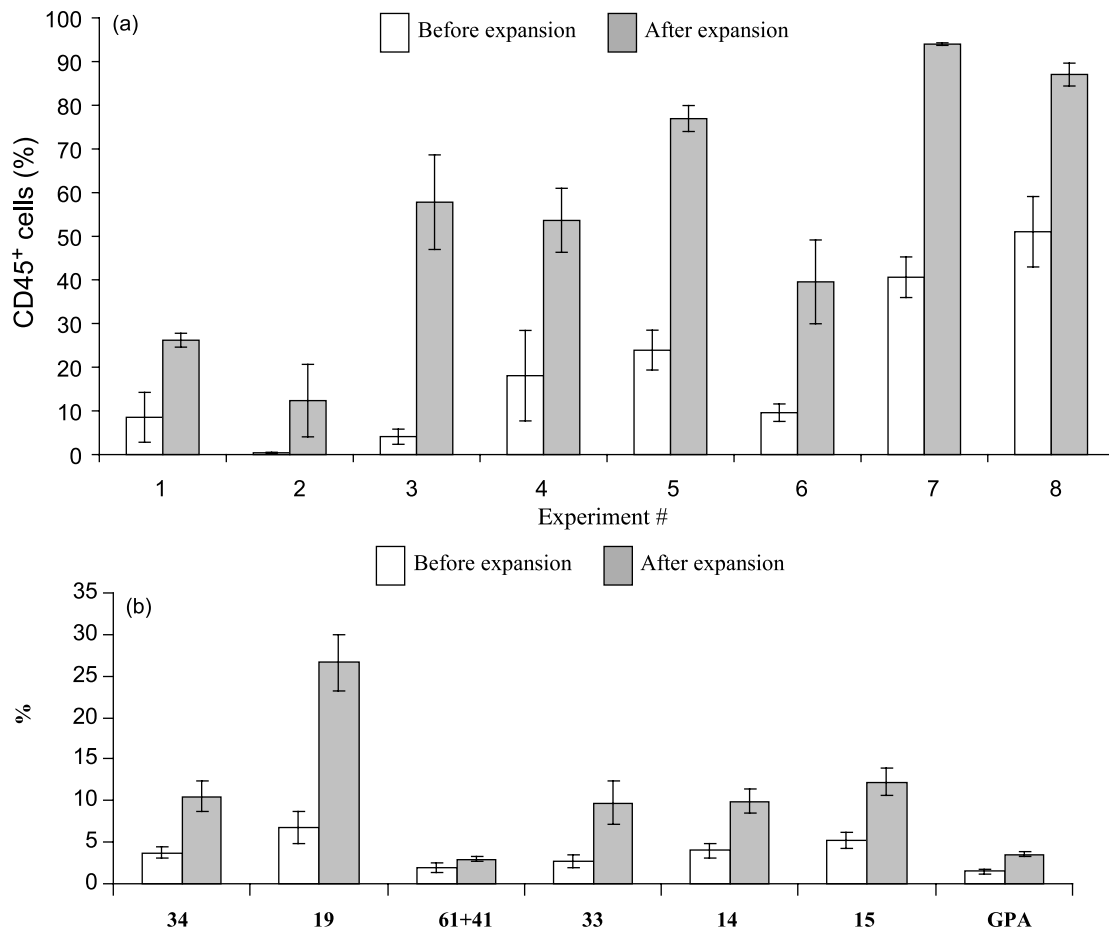 (a)
Before expansion After expansion
100
90
80
70
60
50
40
30
20
10
0
CD45+ cells (%)
1 2 3 4 5 6 7 8
Experiment #
Before expansion After expansion
(b)
35
30
25
20
15
10
5
0
%
34 19 61+41 33 14 15 GPA